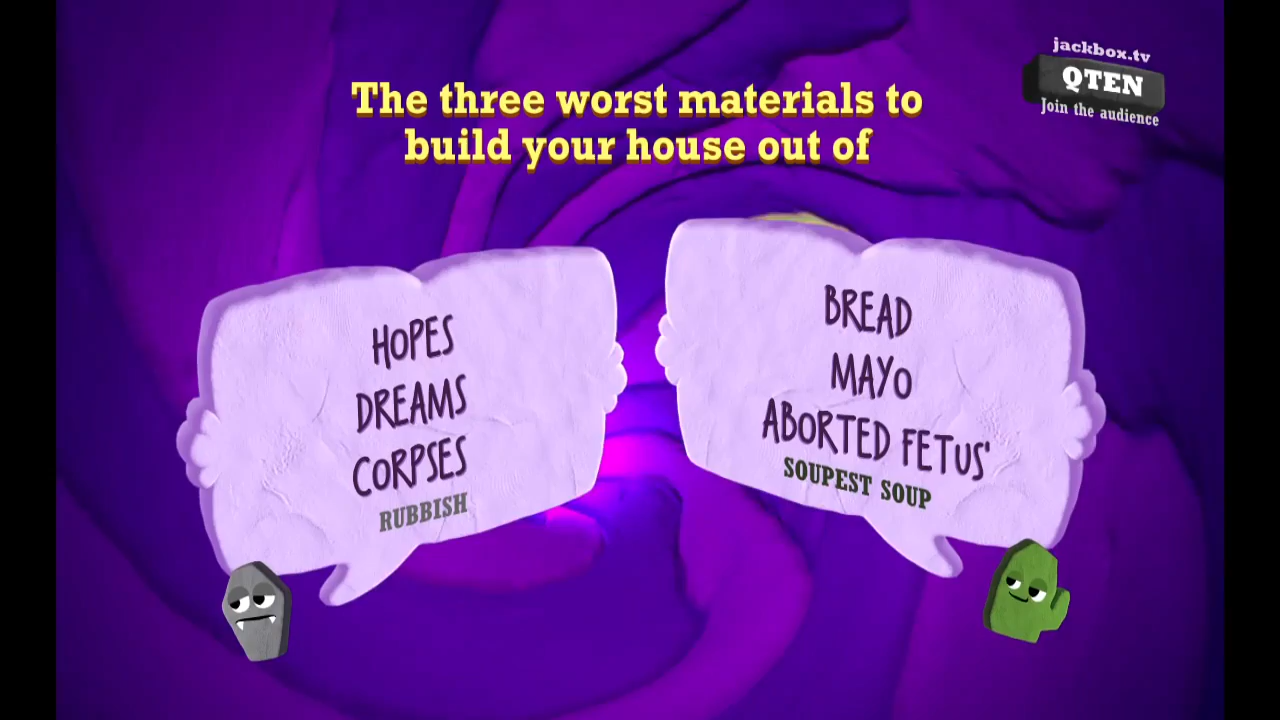 jackbox.tv
QTEN
Join the audience
The three worst materials to
build your house out of
HOPES
DREAMS
CORPSES
RUBBISH
BREAD
MAYO
ABORTED FETUS'
SOUPEST SOUP